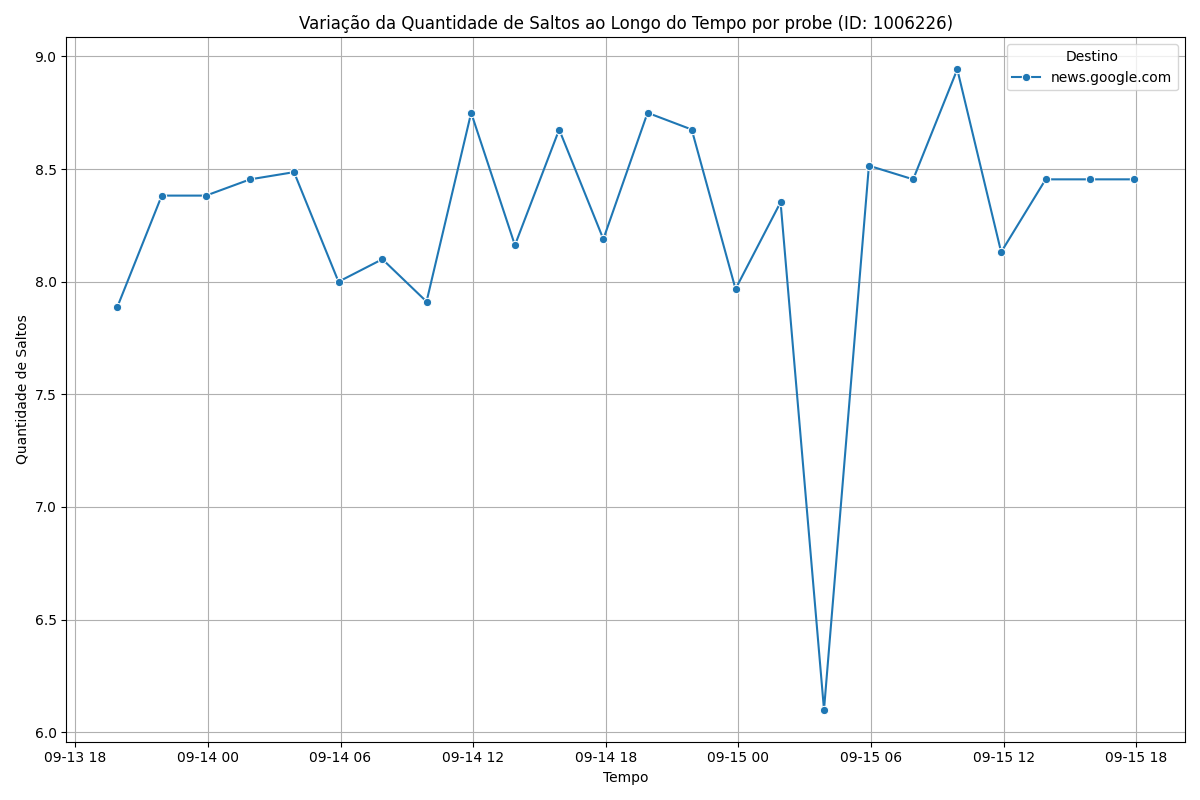 Variação da Quantidade de Saltos ao Longo do Tempo por probe (ID: 1006226)
Destino
news.google.com
Quantidade de Saltos
9.0
8.5
8.0
7.5
7.0
6.5
6.0
09-13 18 09-14 00 09-14 06 09-14 12 09-14 18 09-15 00 09-15 06 09-15 12 09-15 18
Tempo